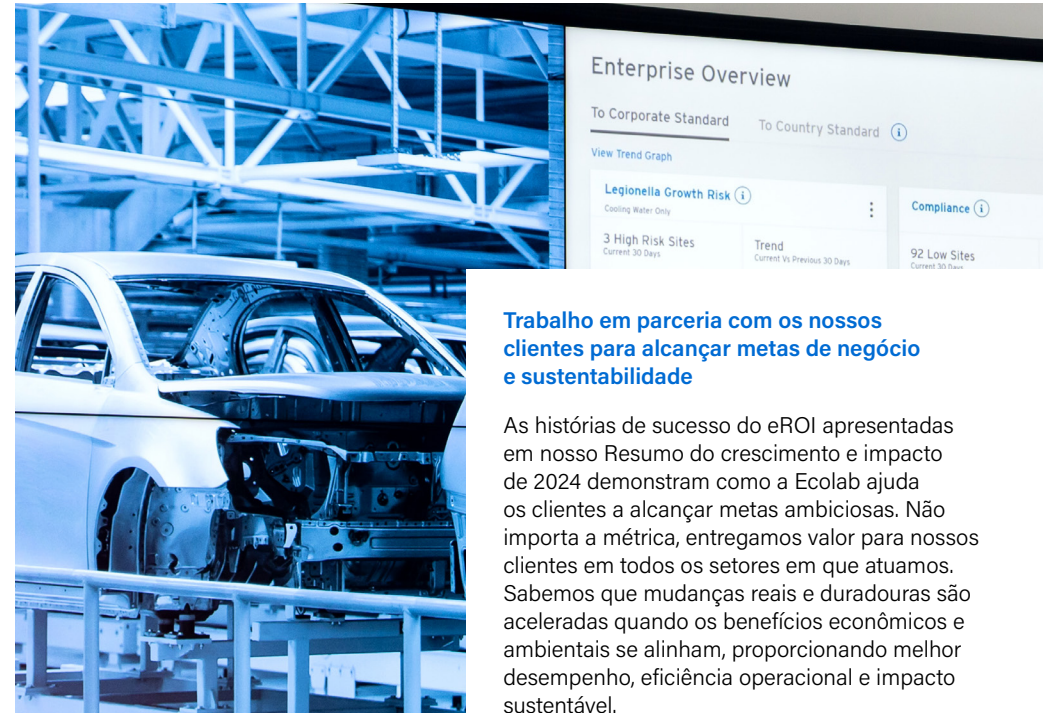 Enterprise Overview
To Corporate Standard
To Country Standard
View Trend Graph
Legionella Growth Risk
Cooling Water Only
3 High Risk Sites
Current 30 Days
Trend
Current Vs Previous 30 Days
Compliance
92 Low Sites
Current 30 Days
Trabalho em parceria com os nossos
clientes para alcançar metas de negócio
e sustentabilidade
As histórias de sucesso do eROI apresentadas
em nosso Resumo do crescimento e impacto
de 2024 demonstram como a Ecolab ajuda
os clientes a alcançar metas ambiciosas. Não
importa a métrica, entregamos valor para nossos
clientes em todos os setores em que atuamos.
Sabemos que mudanças reais e duradouras são
aceleradas quando os benefícios econômicos e
ambientais se alinham, proporcionando melhor
desempenho, eficiência operacional e impacto
sustentável.